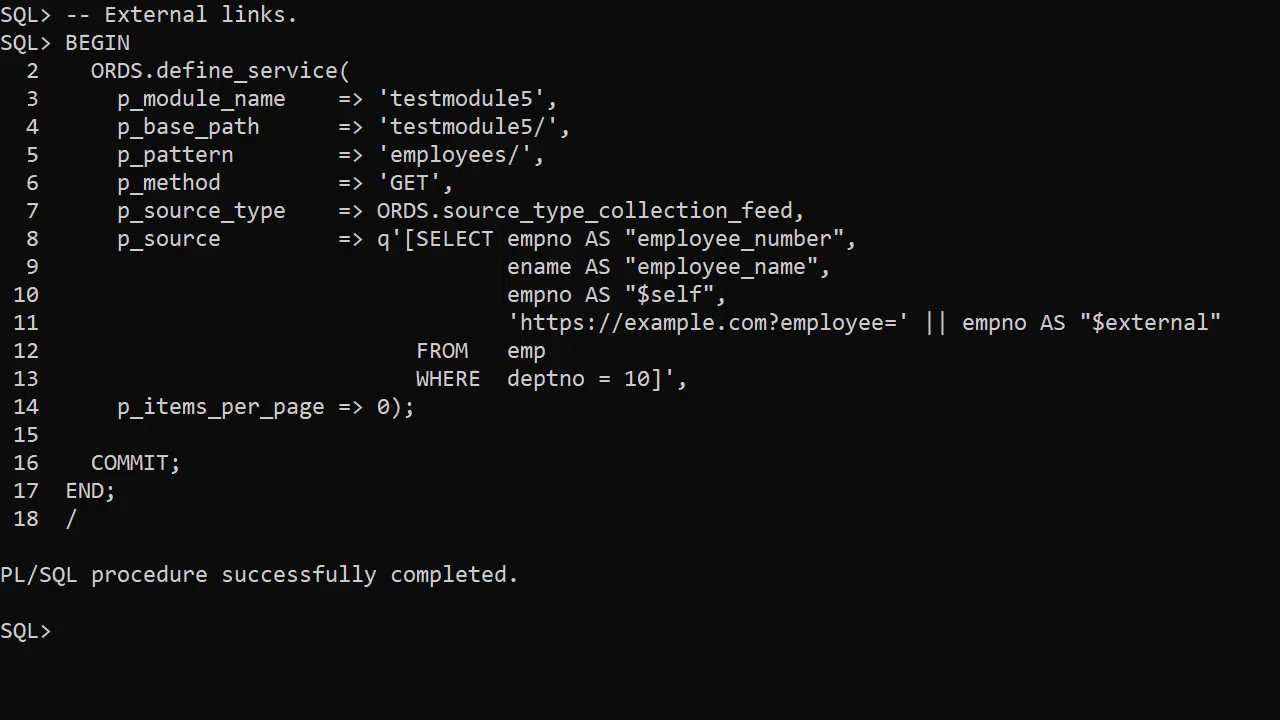 SQL> -- External links.
SQL> BEGIN
  2    ORDS.define_service(
  3      p_module_name    => 'testmodule5',
  4      p_base_path      => 'testmodule5/',
  5      p_pattern        => 'employees/',
  6      p_method         => 'GET',
  7      p_source_type    => ORDS.source_type_collection_feed,
  8      p_source         => q'[SELECT empno AS "employee_number",
  9                                    ename AS "employee_name",
 10                                    empno AS "$self",
 11                                    'https://example.com?employee=' || empno AS "$external"
 12                             FROM   emp
 13                             WHERE  deptno = 10]',
 14      p_items_per_page => 0);
 15
 16    COMMIT;
 17  END;
 18  /
PL/SQL procedure successfully completed.
SQL>